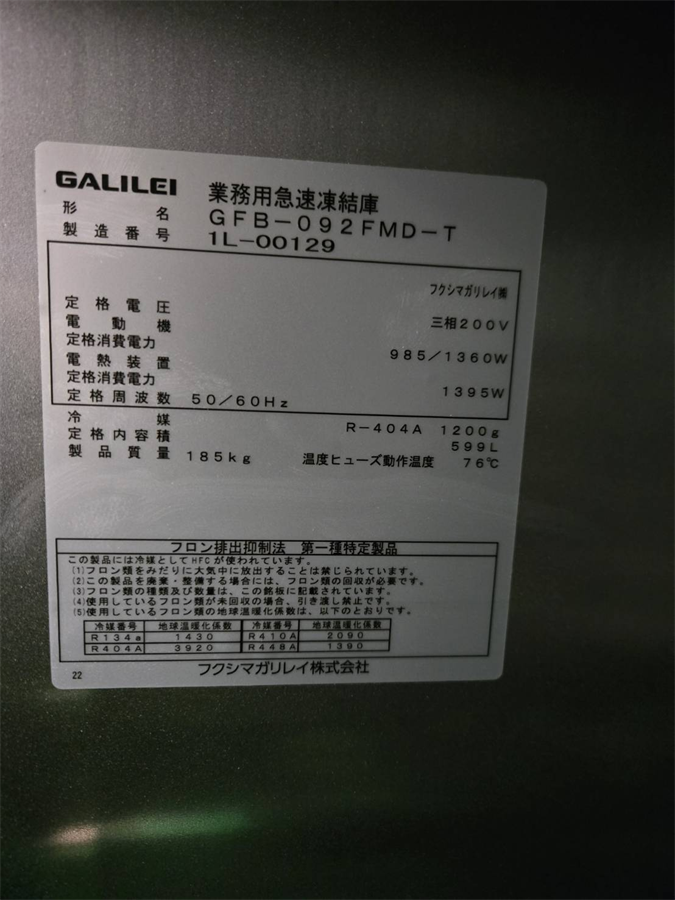 GALILEI 業務用急速凍結庫
形名 GFB-092FMD-T
製造番号 1L-00129
フクシマガリレイ㈱
定格電圧 三相200V
電動機
定格消費電力 985/1360W
電熱装置
定格消費電力 1395W
定格周波数 50/60Hz
冷媒 R-404A 1200g
定格内容積 599L
製品質量 185kg 温度ヒューズ動作温度 76℃
フロン排出抑制法 第一種特定製品
この製品には冷媒としてHFCが使われています。
(1)フロン類をみだりに大気中に放出することは禁じられています。
(2)この製品を廃棄・整備する場合には、フロン類の回収が必要です。
(3)フロン類の種類及び数量は、この銘板に記載されています。
(4)使用しているフロン類が未回収の場合、引き渡し禁止です。
(5)使用しているフロン類の地球温暖化係数は、以下のとおりです。
冷媒番号 地球温暖化係数 冷媒番号 地球温暖化係数
R134a 1430 R410A 2090
R404A 3920 R448A 1390
22 フクシマガリレイ株式会社